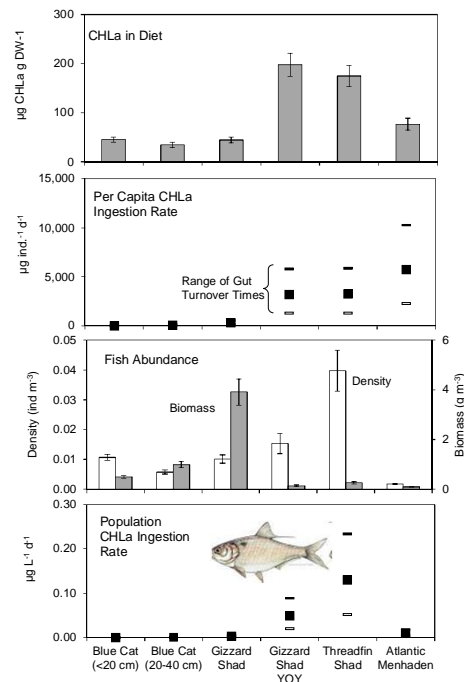 CHLa in Diet
µg CHLa g DW-1
300
200
100
0
Per Capita CHLa
Ingestion Rate
µg ind.-1 d-1
15,000
10,000
5,000
0
Range of Gut
Turnover Times
Fish Abundance
Density (ind m-3)
0.05
0.04
0.03
0.02
0.01
0.00
Biomass
Density
6
4
2
0
Biomass (g m-3)
Population
CHLa Ingestion
Rate
µg L-1 d-1
0.30
0.20
0.10
0.00
Blue Cat
(<20 cm)
Blue Cat
(20-40 cm)
Gizzard
Shad
Gizzard
Shad
YOY
Threadfin
Shad
Atlantic
Menhaden